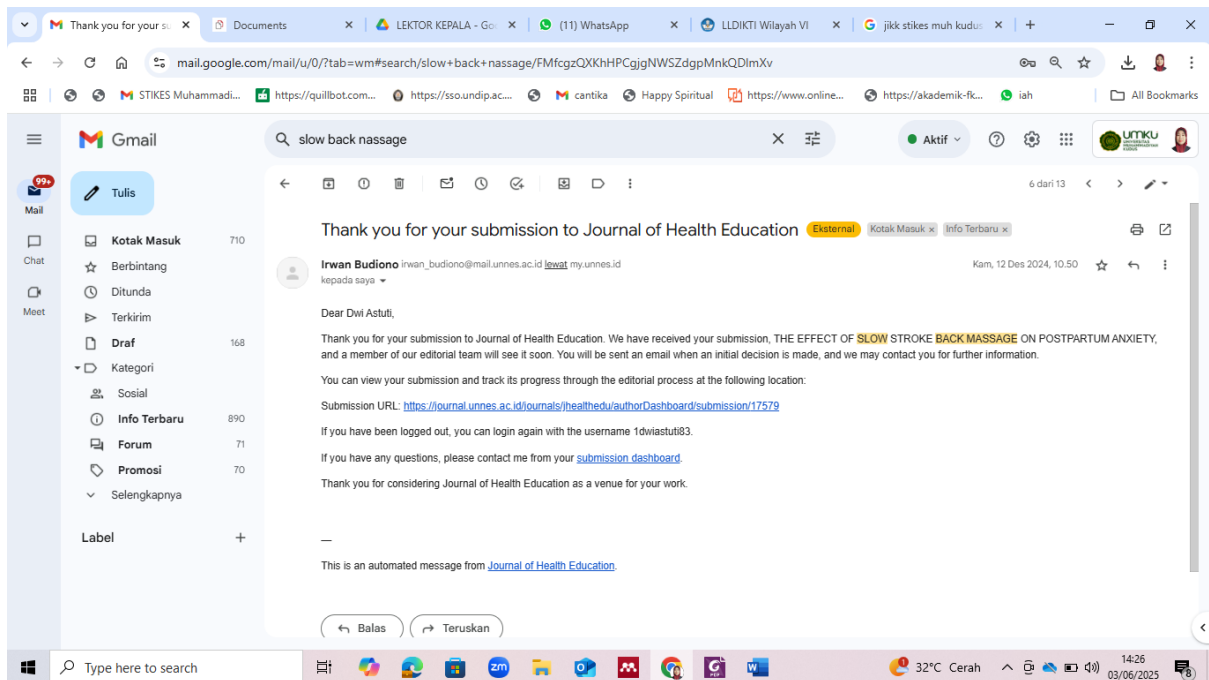 Thank you for your su
Documents
LEKTOR KEPALA - Goo
(11) WhatsApp
LLDIKTI Wilayah VI
jikk stikes muh kudus
mail.google.com/mail/u/0/?tab=wm#search/slow+back+nassage/FMfcgzQXKhHPCgjgNWSZdgpMnkQDlmXv
STIKES Muhammadi...
https://quillbot.com...
https://sso.undip.ac....
cantika
Happy Spiritual
https://www.online...
https://akademik-fk...
iah
All Bookmarks
Gmail
slow back nassage
Aktif
UMKU
99+
Mail
Chat
Meet
Tulis
6 dari 13
Kotak Masuk 710
Berbintang
Ditunda
Terkirim
Draf 168
Kategori
Sosial
Info Terbaru 890
Forum 71
Promosi 70
Selengkapnya
Label +
Thank you for your submission to Journal of Health Education Eksternal Kotak Masuk x Info Terbaru x
Irwan Budiono irwan_budiono@mail.unnes.ac.id lewat my.unnes.id
Kam, 12 Des 2024, 10.50
kepada saya
Dear Dwi Astuti,
Thank you for your submission to Journal of Health Education. We have received your submission, THE EFFECT OF SLOW STROKE BACK MASSAGE ON POSTPARTUM ANXIETY,
and a member of our editorial team will see it soon. You will be sent an email when an initial decision is made, and we may contact you for further information.
You can view your submission and track its progress through the editorial process at the following location:
Submission URL: https://journal.unnes.ac.id/journals/jhealthedu/authorDashboard/submission/17579
If you have been logged out, you can login again with the username 1dwiastuti83.
If you have any questions, please contact me from your submission dashboard.
Thank you for considering Journal of Health Education as a venue for your work.
—
This is an automated message from Journal of Health Education.
Balas
Teruskan
Type here to search
zm
32°C Cerah
14:26
03/06/2025
8